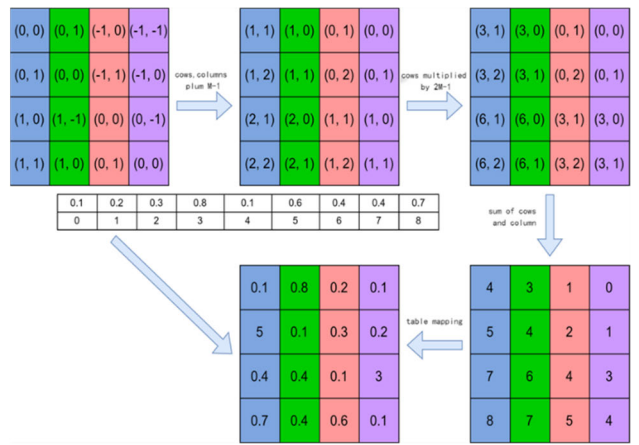 (0, 0) (0, 1) (-1, 0) (-1, -1) (1, 1) (1, 0) (0, 1) (0, 0) (3, 1) (3, 0) (0, 1) (0, 0)
(0, 1) (0, 0) (-1, 1) (-1, 0) cows,columns plum M-1 (1, 2) (1, 1) (0, 2) (0, 1) cows multiplied by 2M-1 (3, 2) (3, 1) (0, 2) (0, 1)
(1, 0) (1, -1) (0, 0) (0, -1) (2, 1) (2, 0) (1, 1) (1, 0) (6, 1) (6, 0) (3, 1) (3, 0)
(1, 1) (1, 0) (0, 1) (0, 0) (2, 2) (2, 1) (1, 2) (1, 1) (6, 2) (6, 1) (3, 2) (3, 1)
0.1 0.2 0.3 0.8 0.1 0.6 0.4 0.4 0.7
0 1 2 3 4 5 6 7 8
sum of cows
and column
0.1 0.8 0.2 0.1 4 3 1 0
5 0.1 0.3 0.2 table mapping 5 4 2 1
0.4 0.4 0.1 3 7 6 4 3
0.7 0.4 0.6 0.1 8 7 5 4